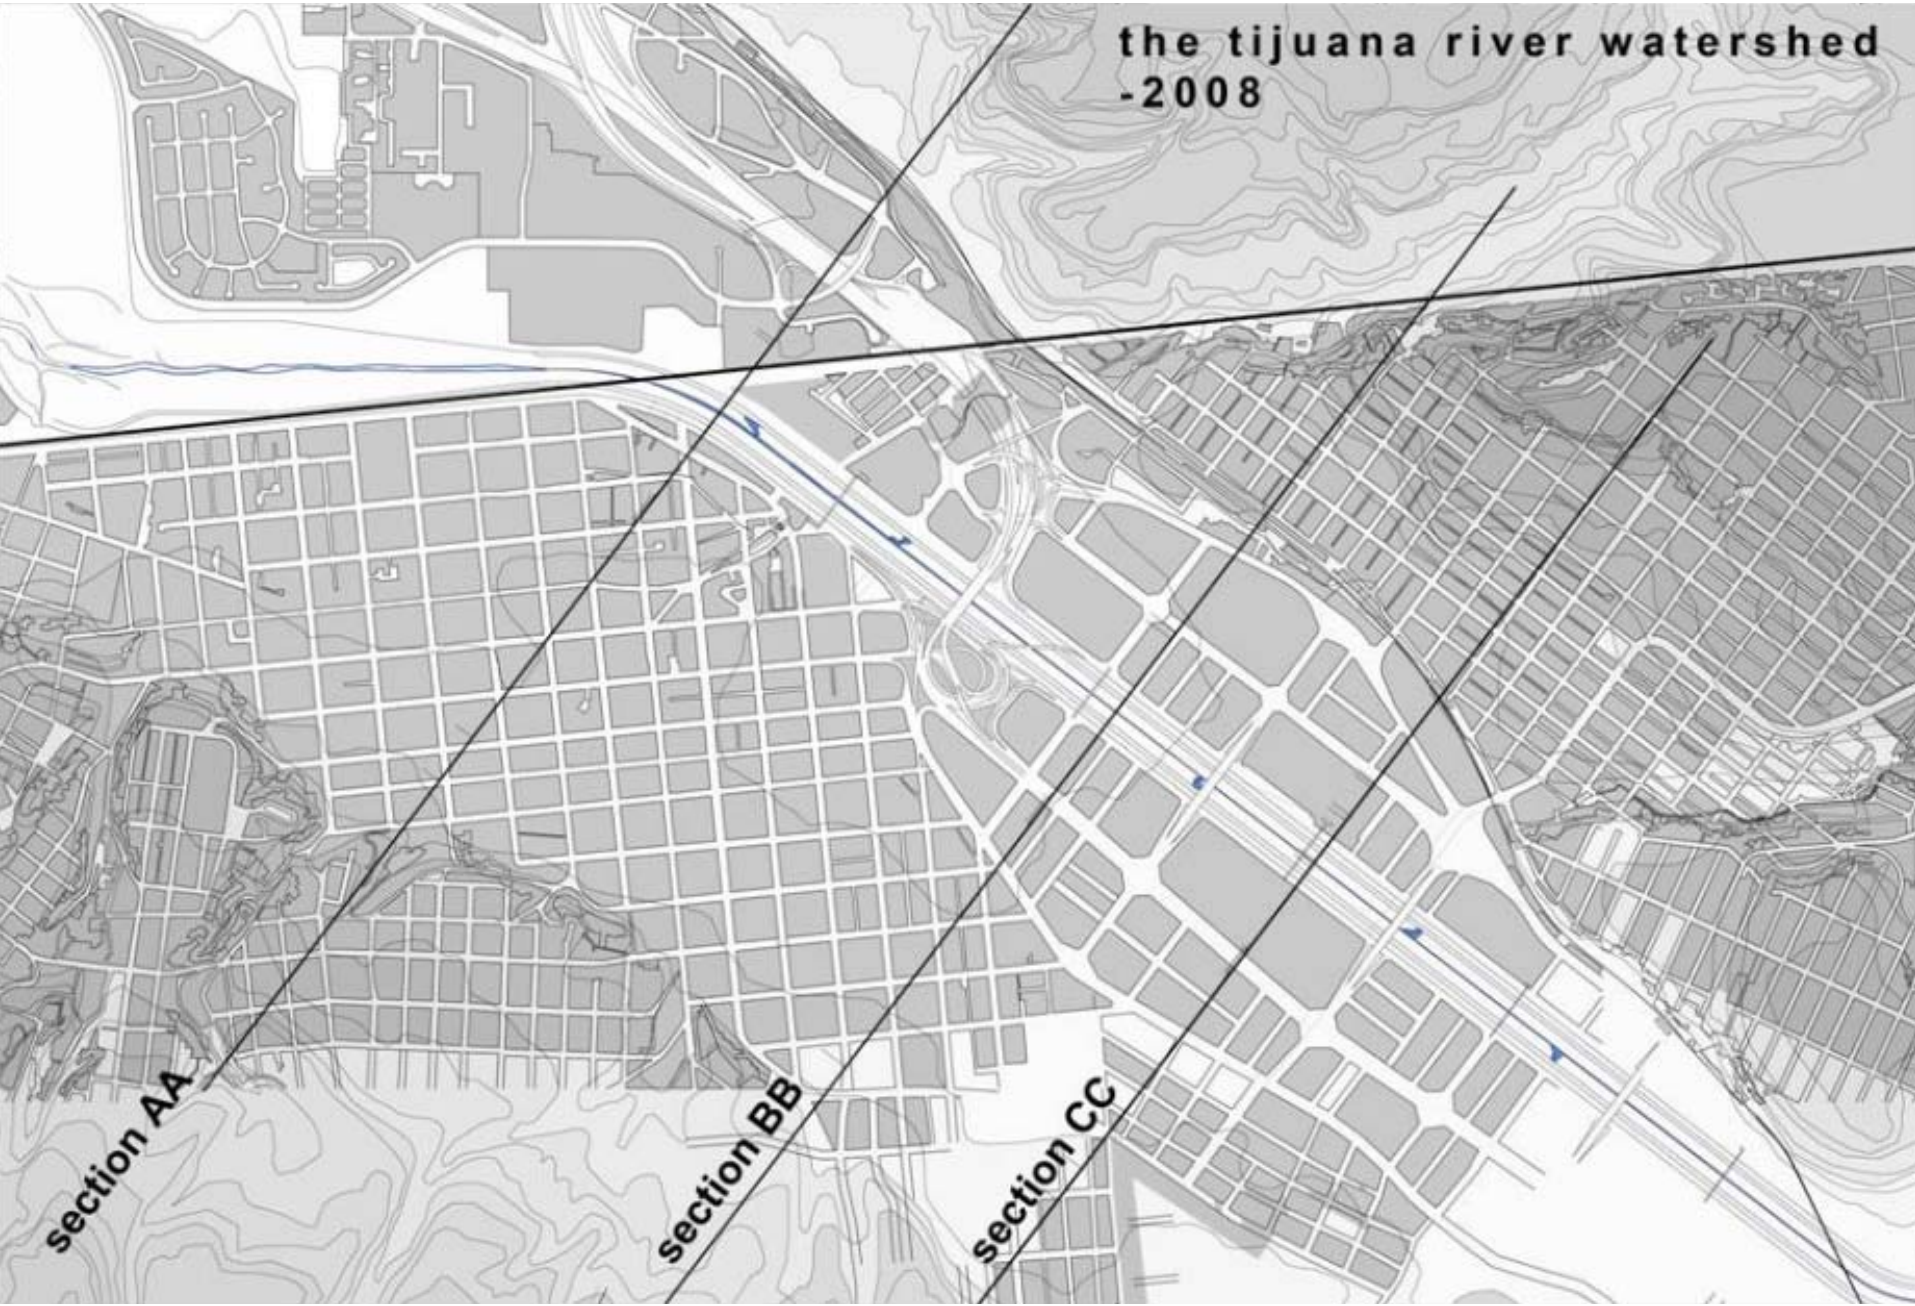 the tijuana river watershed
-2008
section AA
section BB
section CC